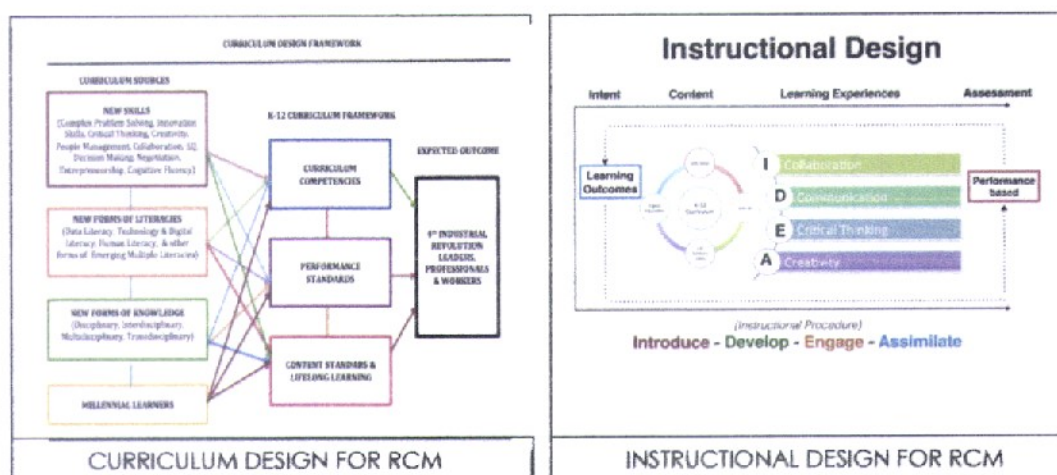 CURRICULUM DESIGN FRAMEWORK
CURRICULUM SOURCES
NEW SKILLS
(Complex Problem Solving, Innovation
Skills, Critical Thinking, Creativity,
People Management, Collaboration, EQ,
Decision Making, Negotiation,
Entrepreneurship, Cognitive Fluency)
NEW FORMS OF LITERACIES
(Data Literacy, Technology & Digital
Literacy, Human Literacy, & other
forms of Emerging Multiple Literacies)
NEW FORMS OF KNOWLEDGE
(Disciplinary, Interdisciplinary,
Multidisciplinary, Transdisciplinary)
MILLENNIAL LEARNERS
K-12 CURRICULUM FRAMEWORK
CURRICULUM
COMPETENCIES
PERFORMANCE
STANDARDS
CONTENT STANDARS &
LIFELONG LEARNING
EXPECTED OUTCOME
4th INDUSTRIAL
REVOLUTION
LEADERS,
PROFESSIONALS
& WORKERS
CURRICULUM DESIGN FOR RCM
Instructional Design
Intent Content Learning Experiences Assessment
Learning
Outcomes
K-12
Curriculum
I Collaboration
D Communication
E Critical Thinking
A Creativity
Performance
based
(Instructional Procedure)
Introduce - Develop - Engage - Assimilate
INSTRUCTIONAL DESIGN FOR RCM